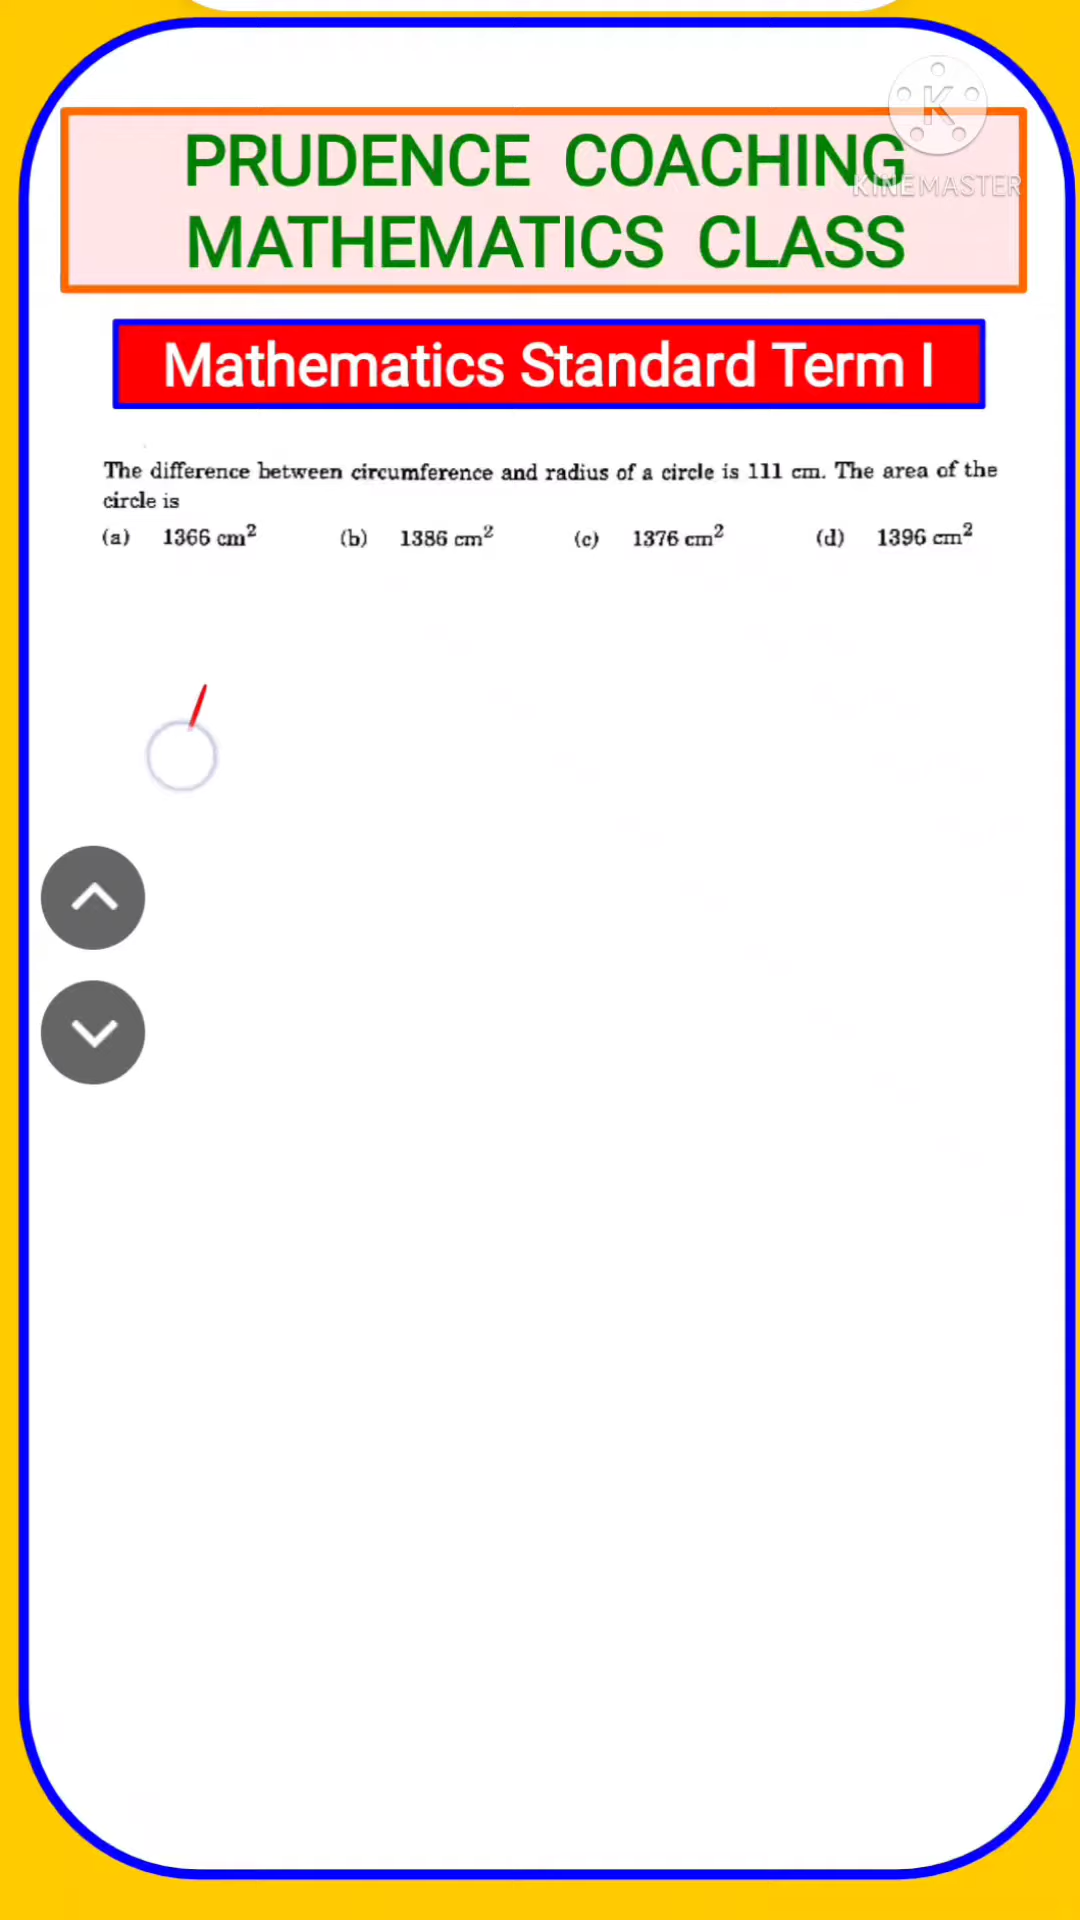 K
KINEMASTER
PRUDENCE COACHING
MATHEMATICS CLASS
Mathematics Standard Term I
The difference between circumference and radius of a circle is 111 cm. The area of the
circle is
(a) 1366 cm² (b) 1386 cm² (c) 1376 cm² (d) 1396 cm²